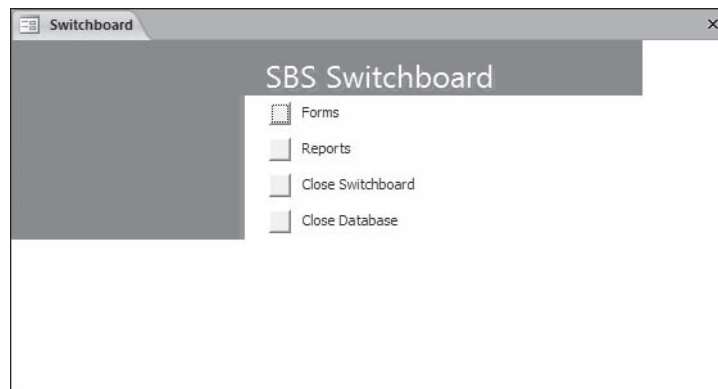 Switchboard
SBS Switchboard
Forms
Reports
Close Switchboard
Close Database